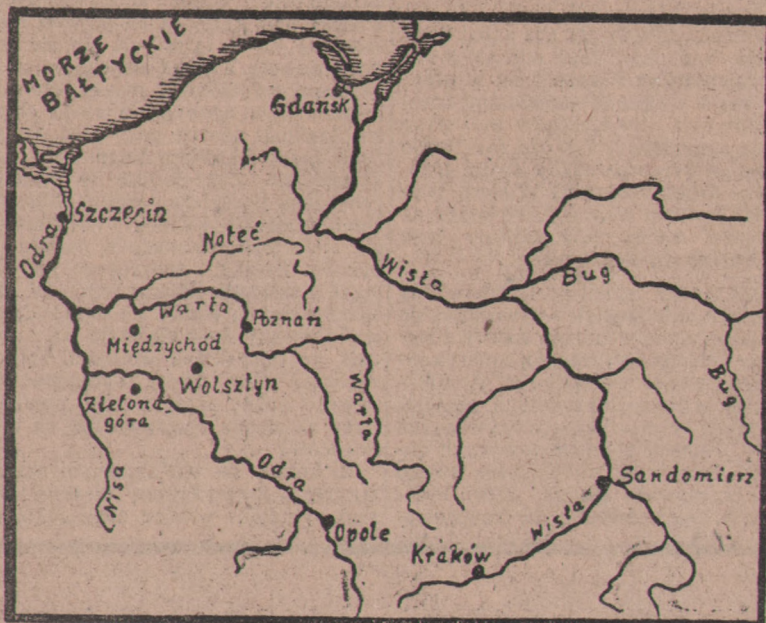 MORZE
BAŁTYCKIE
Gdańsk
Szczecin
Odra
Noteć
Wisła
Bug
Warta
Poznań
Międzychód
Wolsztyn
Zielona-
góra
Warta
Bug
Nisa
Odra
Opole
Sandomierz
Wisła
Kraków